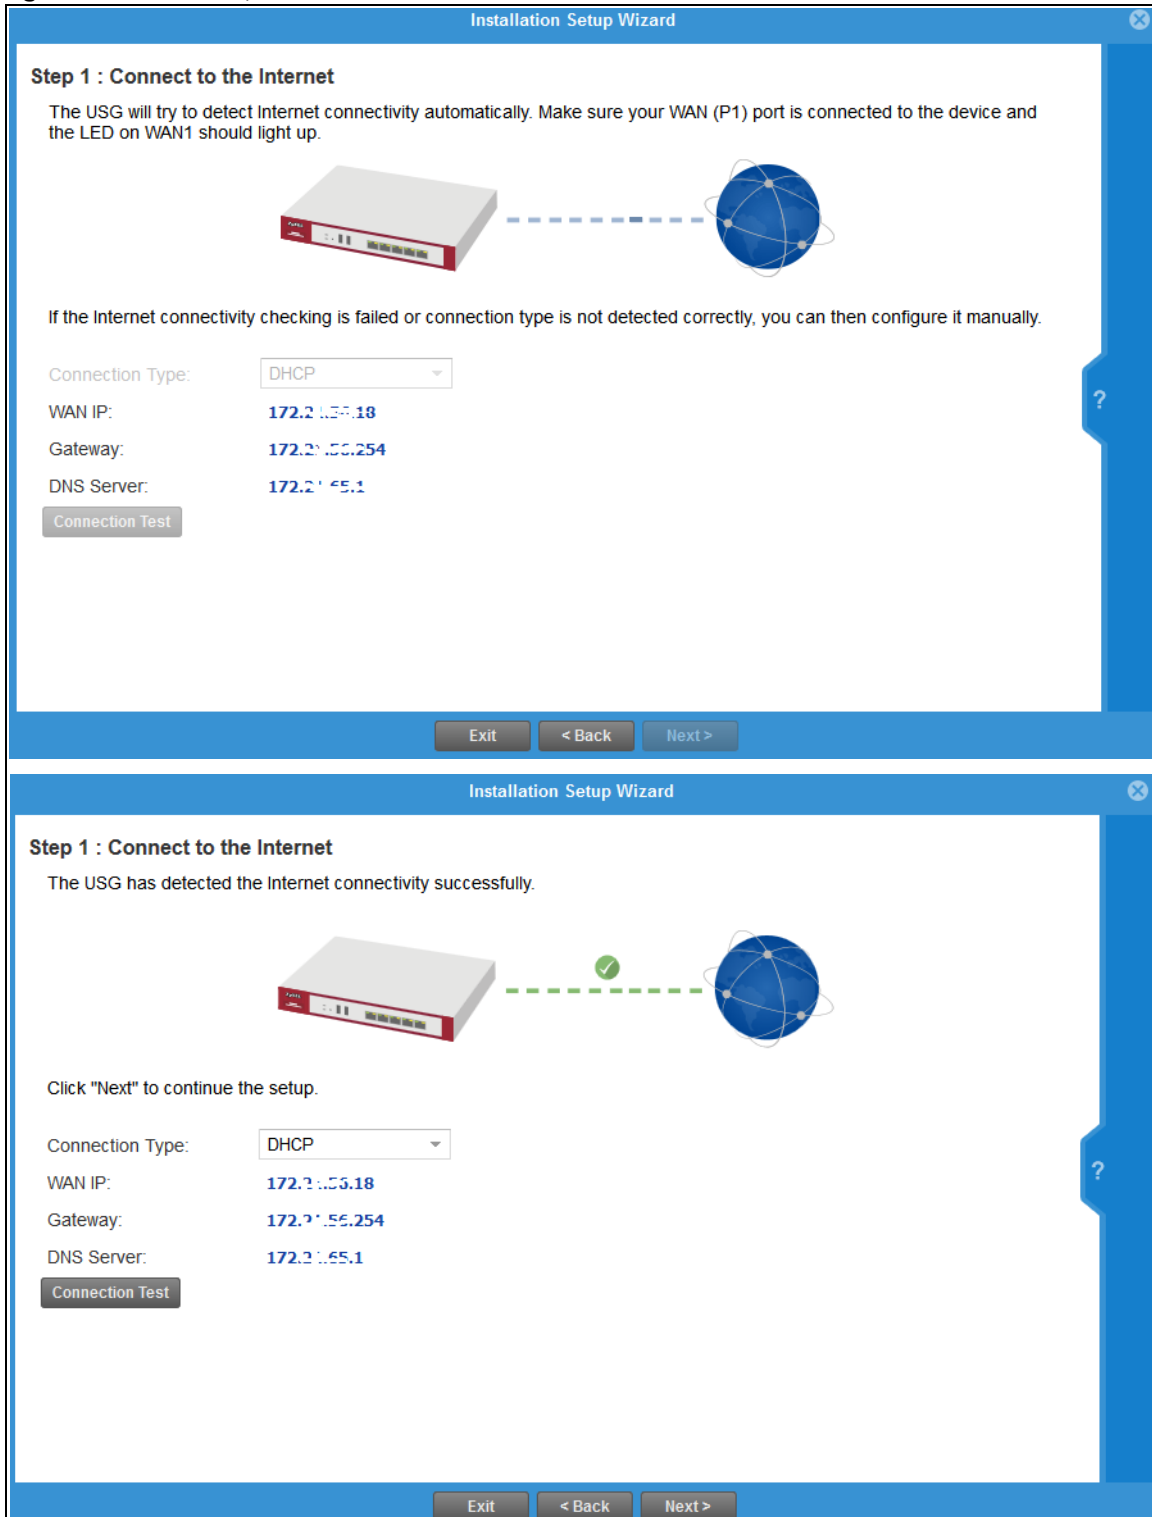 Installation Setup Wizard
Step 1 : Connect to the Internet
The USG will try to detect Internet connectivity automatically. Make sure your WAN (P1) port is connected to the device and
the LED on WAN1 should light up.
If the Internet connectivity checking is failed or connection type is not detected correctly, you can then configure it manually.
Connection Type: DHCP
WAN IP:
Gateway:
DNS Server:
Connection Test
?
Exit < Back Next >
Installation Setup Wizard
Step 1 : Connect to the Internet
The USG has detected the Internet connectivity successfully.
Click "Next" to continue the setup.
Connection Type: DHCP
WAN IP:
Gateway:
DNS Server:
Connection Test
?
Exit < Back Next >